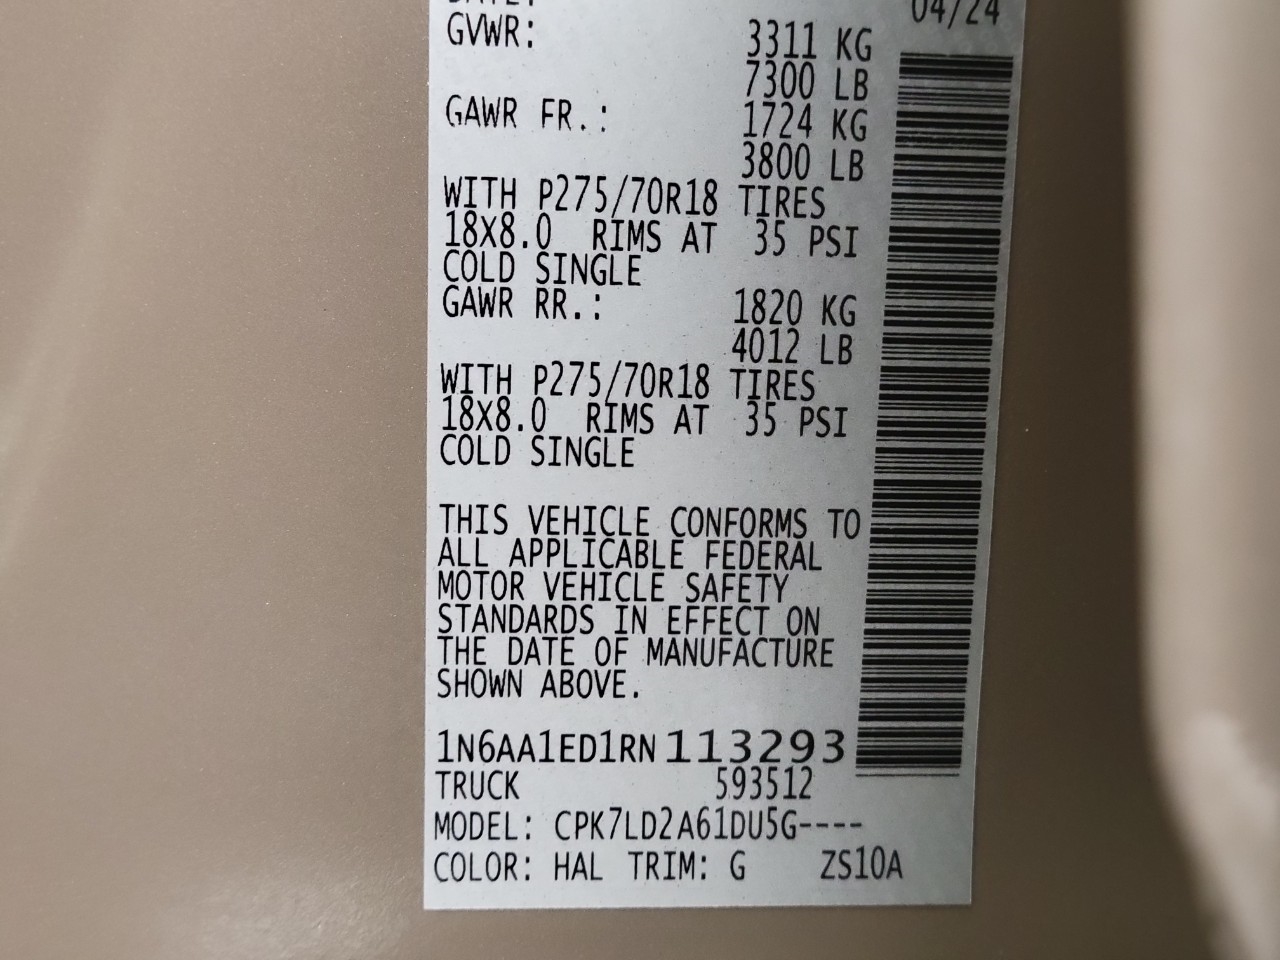 DATE: 04/24
GVWR: 3311 KG
7300 LB
GAWR FR.: 1724 KG
3800 LB
WITH P275/70R18 TIRES
18X8.0 RIMS AT 35 PSI
COLD SINGLE
GAWR RR.: 1820 KG
4012 LB
WITH P275/70R18 TIRES
18X8.0 RIMS AT 35 PSI
COLD SINGLE
THIS VEHICLE CONFORMS TO
ALL APPLICABLE FEDERAL
MOTOR VEHICLE SAFETY
STANDARDS IN EFFECT ON
THE DATE OF MANUFACTURE
SHOWN ABOVE.
1N6AA1ED1RN113293
TRUCK 593512
MODEL: CPK7LD2A61DU5G----
COLOR: HAL TRIM: G ZS10A